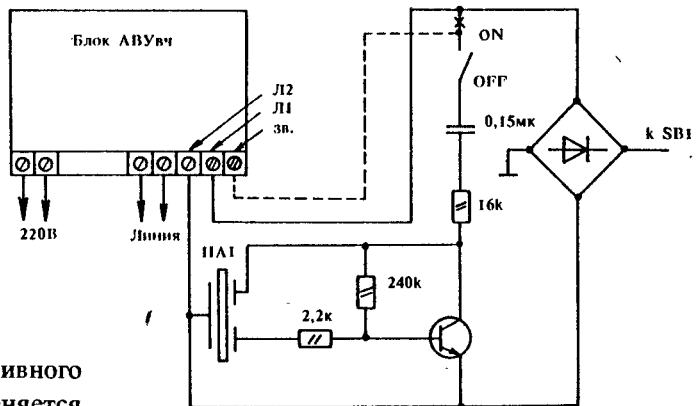 Блок АВУвч
Л2
Л1
зв.
220В
Линия
ON
OFF
0,15мк
k SB1
16k
НА1
240k
2,2к
ивного
няется